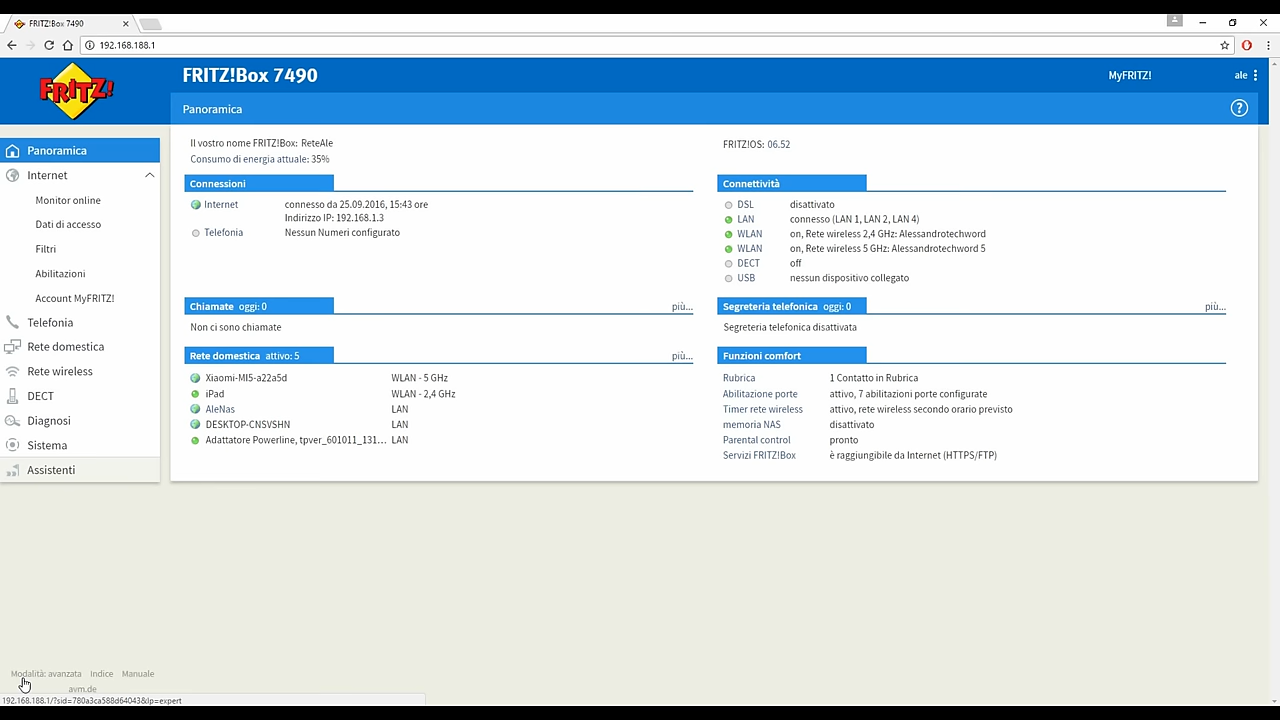 FRITZ!Box 7490
192.168.188.1
FRITZ!
FRITZ!Box 7490
MyFRITZ!
ale
Panoramica
Panoramica
Internet
Monitor online
Dati di accesso
Filtri
Abilitazioni
Account MyFRITZ!
Telefonia
Rete domestica
Rete wireless
DECT
Diagnosi
Sistema
Assistenti
Il vostro nome FRITZ!Box: ReteAle
Consumo di energia attuale: 35%
FRITZ!OS: 06.52
Connessioni
Internet connesso da 25.09.2016, 15:43 ore
Indirizzo IP: 192.168.1.3
Telefonia Nessun Numeri configurato
Connettività
DSL disattivato
LAN connesso (LAN 1, LAN 2, LAN 4)
WLAN on, Rete wireless 2,4 GHz: Alessandrotechword
WLAN on, Rete wireless 5 GHz: Alessandrotechword 5
DECT off
USB nessun dispositivo collegato
Chiamate oggi: 0 più...
Non ci sono chiamate
Segreteria telefonica oggi: 0 più...
Segreteria telefonica disattivata
Rete domestica attivo: 5 più...
Xiaomi-MI5-a22a5d WLAN - 5 GHz
iPad WLAN - 2,4 GHz
AleNas LAN
DESKTOP-CNSVSHN LAN
Adattatore Powerline, tpver_601011_131... LAN
Funzioni comfort
Rubrica 1 Contatto in Rubrica
Abilitazione porte attivo, 7 abilitazioni porte configurate
Timer rete wireless attivo, rete wireless secondo orario previsto
memoria NAS disattivato
Parental control pronto
Servizi FRITZ!Box è raggiungibile da Internet (HTTPS/FTP)
Modalità: avanzata Indice Manuale
avm.de
192.168.188.1/?sid=780a3ca588d64043&lp=expert